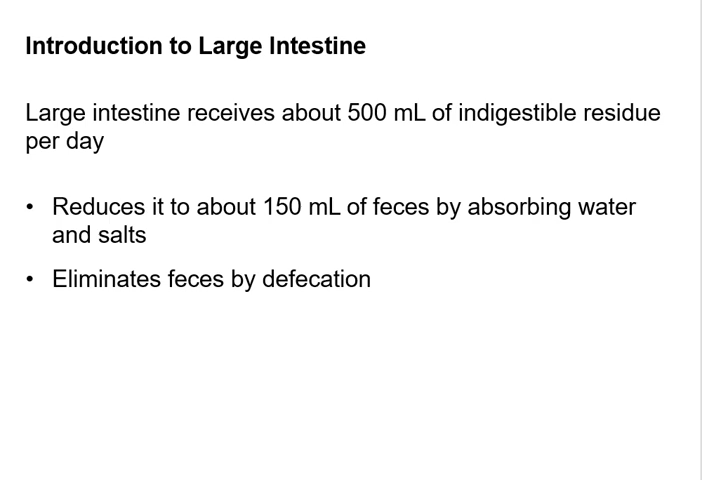 Introduction to Large Intestine
Large intestine receives about 500 mL of indigestible residue
per day
• Reduces it to about 150 mL of feces by absorbing water
and salts
• Eliminates feces by defecation